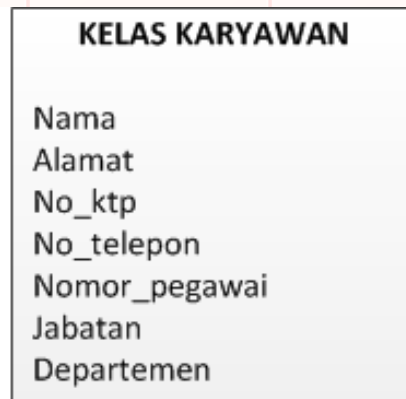 KELAS KARYAWAN
Nama
Alamat
No_ktp
No_telepon
Nomor_pegawai
Jabatan
Departemen